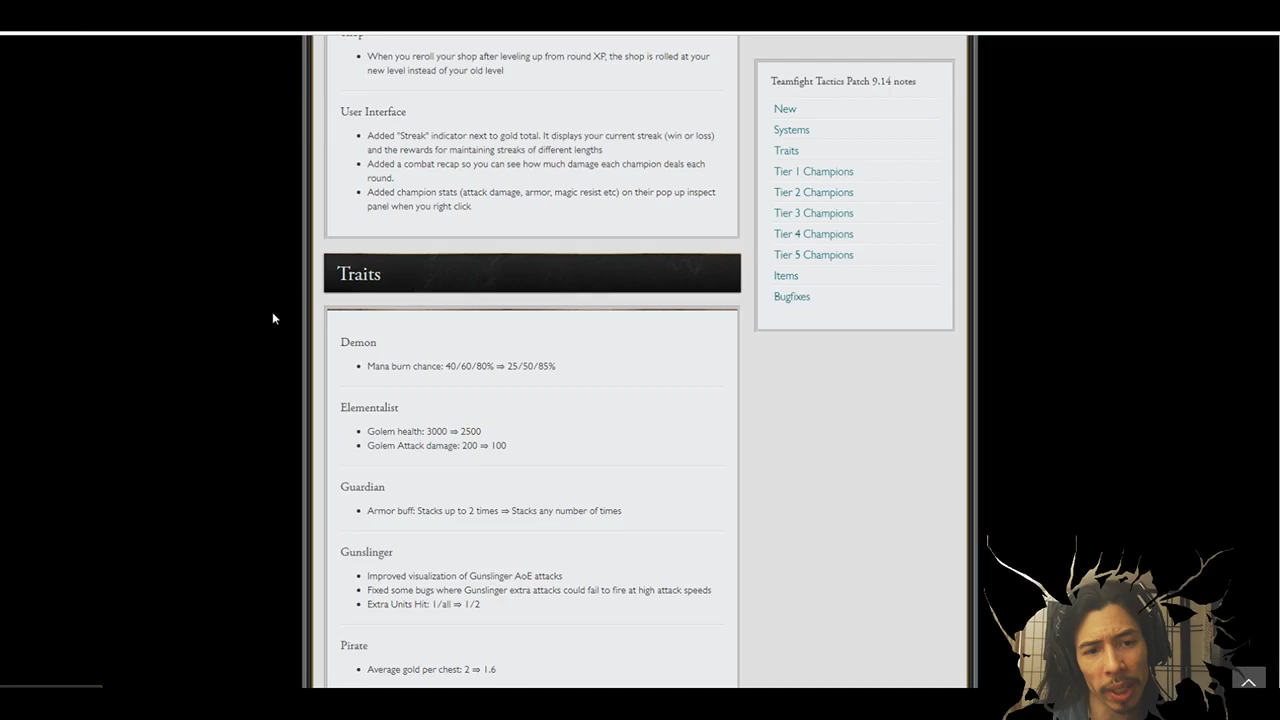 When you reroll your shop after leveling up from round XP, the shop is rolled at your
new level instead of your old level
User Interface
Added "Streak" indicator next to gold total. It displays your current streak (win or loss)
and the rewards for maintaining streaks of different lengths
Added a combat recap so you can see how much damage each champion deals each
round.
Added champion stats (attack damage, armor, magic resist etc) on their pop up inspect
panel when you right click
Traits
Demon
Mana burn chance: 40/60/80% ⇒ 25/50/85%
Elementalist
Golem health: 3000 ⇒ 2500
Golem Attack damage: 200 ⇒ 100
Guardian
Armor buff: Stacks up to 2 times ⇒ Stacks any number of times
Gunslinger
Improved visualization of Gunslinger AoE attacks
Fixed some bugs where Gunslinger extra attacks could fail to fire at high attack speeds
Extra Units Hit: 1/all ⇒ 1/2
Pirate
Average gold per chest: 2 ⇒ 1.6
Teamfight Tactics Patch 9.14 notes
New
Systems
Traits
Tier 1 Champions
Tier 2 Champions
Tier 3 Champions
Tier 4 Champions
Tier 5 Champions
Items
Bugfixes